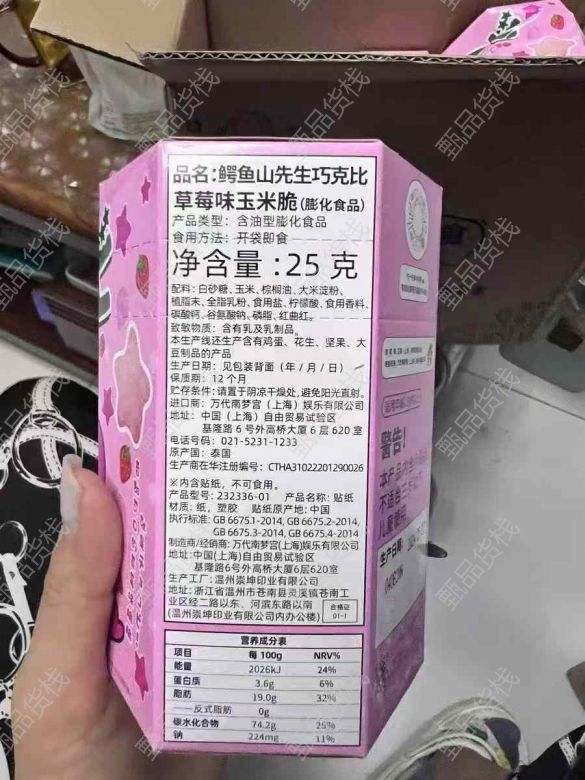 品名:鳄鱼山先生巧克比
草莓味玉米脆(膨化食品)
产品类型：含油型膨化食品
食用方法：开袋即食
净含量:25克
配料：白砂糖、玉米、棕榈油、大米淀粉、
植脂末、全脂乳粉、食用盐、柠檬酸、食用香料、
碳酸钙、谷氨酸钠、磷脂、红曲红。
致敏物质：含有乳及乳制品。
本生产线还生产含有鸡蛋、花生、坚果、大
豆制品的产品
生产日期：见包装背面（年/月/日）
保质期：12个月
贮存条件：请置于阴凉干燥处，避免阳光直射。
进口商：万代南梦宫（上海）娱乐有限公司
地址：中国（上海）自由贸易试验区
基隆路6号外高桥大厦6层620室
电话号码：021-5231-1233
原产国：泰国
生产商在华注册编号：CTHA31022201290026
※内含贴纸，不可食用。
产品型号：232336-01 产品名称：贴纸
材质：纸，塑胶 贴纸原产地：中国
执行标准：GB 6675.1-2014, GB 6675.2-2014,
GB 6675.3-2014, GB 6675.4-2014
制造商/经销商：万代南梦宫(上海)娱乐有限公司
地址：中国(上海)自由贸易试验区
基隆路6号外高桥大厦6层620室
生产工厂：温州崇坤印业有限公司
地址：浙江省温州市苍南县灵溪镇苍南工
业区经二路以东、河滨东路以南
(温州崇坤印业有限公司内办公楼)
合格证
01-1
营养成分表
项目 每100g NRV%
能量 2026kJ 24%
蛋白质 3.6g 6%
脂肪 19.0g 32%
——反式脂肪 0g
碳水化合物 74.2g 25%
钠 224mg 11%
警告！
生产日期
甄品货栈